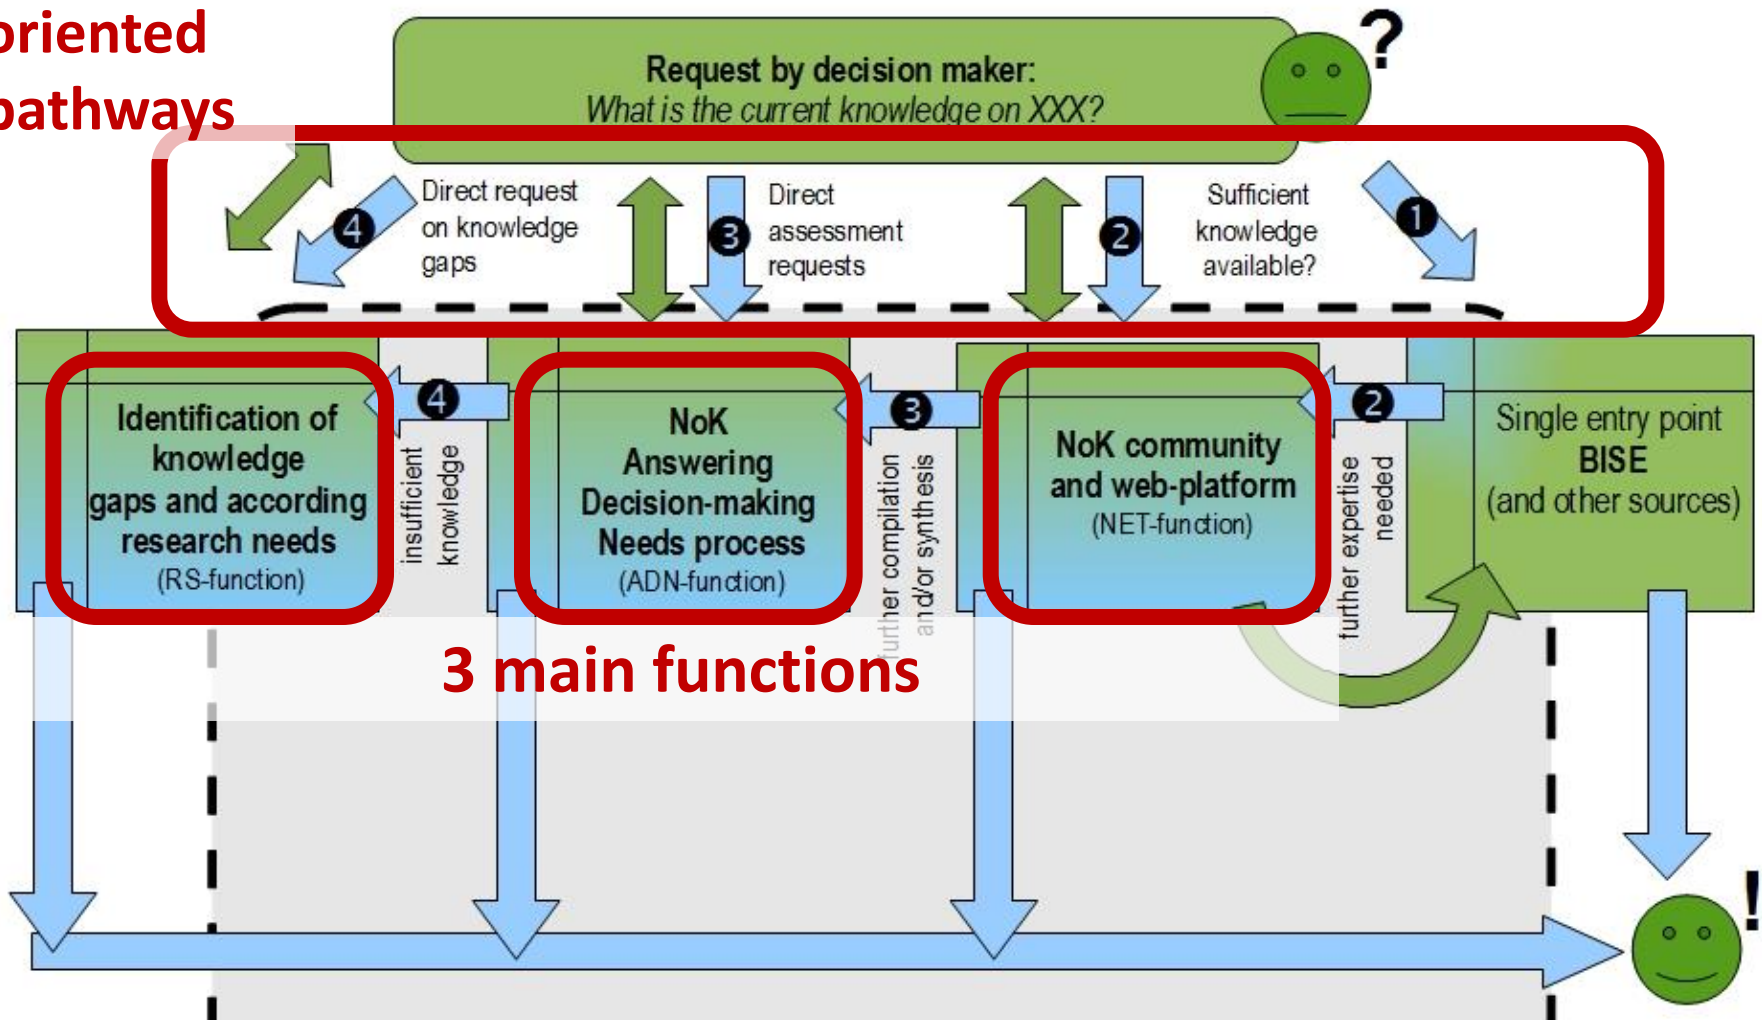 oriented
pathways
?
Request by decision maker:
What is the current knowledge on XXX?
4
Direct request
on knowledge
gaps
3
Direct
assessment
requests
2
Sufficient
knowledge
available?
1
Identification of
knowledge
gaps and according
research needs
(RS-function)
4
insufficient
knowledge
NoK
Answering
Decision-making
Needs process
(ADN-function)
3
further compilation
and/or synthesis
NoK community
and web-platform
(NET-function)
2
further expertise
needed
Single entry point
BISE
(and other sources)
3 main functions
!